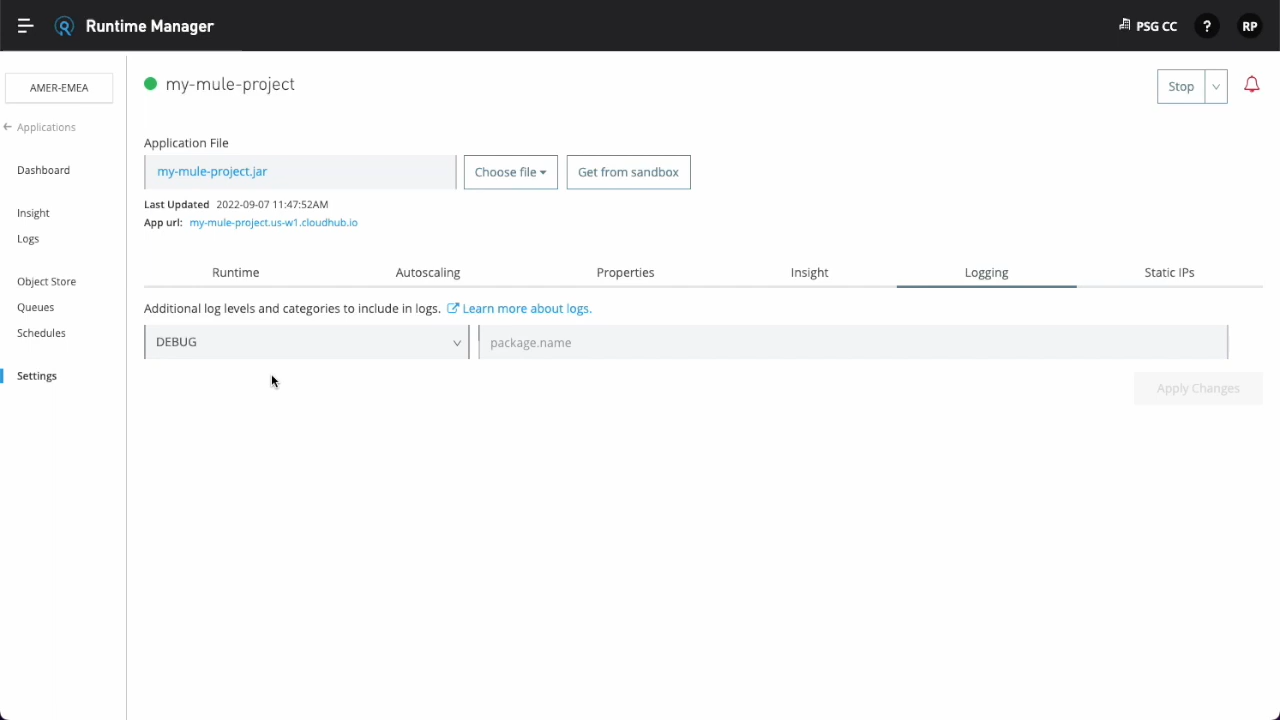 Runtime Manager
PSG CC
?
RP
AMER-EMEA
Applications
Dashboard
Insight
Logs
Object Store
Queues
Schedules
Settings
my-mule-project
Stop
Application File
my-mule-project.jar
Choose file
Get from sandbox
Last Updated 2022-09-07 11:47:52AM
App url: my-mule-project.us-w1.cloudhub.io
Runtime
Autoscaling
Properties
Insight
Logging
Static IPs
Additional log levels and categories to include in logs. Learn more about logs.
DEBUG
package.name
Apply Changes